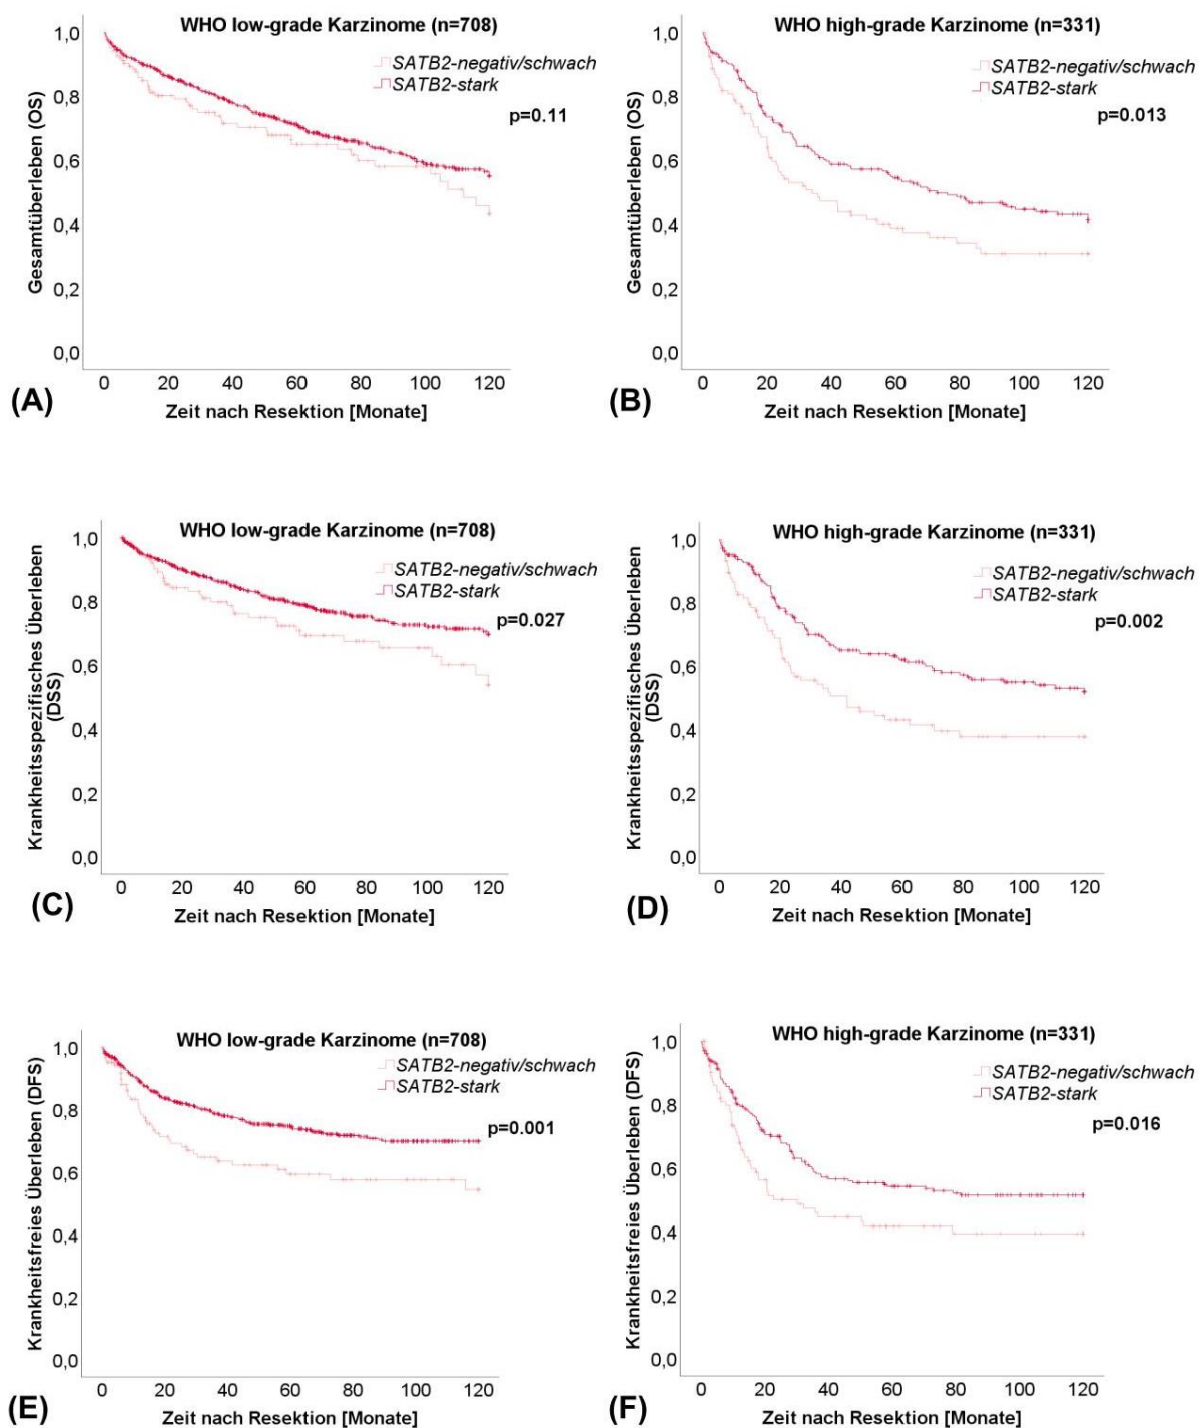 WHO low-grade Karzinome (n=708)
SATB2-negativ/schwach
SATB2-stark
p=0.11
Gesamtüberleben (OS)
1,0
0,8
0,6
0,4
0,2
0,0
0 20 40 60 80 100 120
Zeit nach Resektion [Monate]
(A)
WHO high-grade Karzinome (n=331)
SATB2-negativ/schwach
SATB2-stark
p=0.013
Gesamtüberleben (OS)
1,0
0,8
0,6
0,4
0,2
0,0
0 20 40 60 80 100 120
Zeit nach Resektion [Monate]
(B)
WHO low-grade Karzinome (n=708)
SATB2-negativ/schwach
SATB2-stark
p=0.027
Krankheitsspezifisches Überleben
(DSS)
1,0
0,8
0,6
0,4
0,2
0,0
0 20 40 60 80 100 120
Zeit nach Resektion [Monate]
(C)
WHO high-grade Karzinome (n=331)
SATB2-negativ/schwach
SATB2-stark
p=0.002
Krankheitsspezifisches Überleben
(DSS)
1,0
0,8
0,6
0,4
0,2
0,0
0 20 40 60 80 100 120
Zeit nach Resektion [Monate]
(D)
WHO low-grade Karzinome (n=708)
SATB2-negativ/schwach
SATB2-stark
p=0.001
Krankheitsfreies Überleben (DFS)
1,0
0,8
0,6
0,4
0,2
0,0
0 20 40 60 80 100 120
Zeit nach Resektion [Monate]
(E)
WHO high-grade Karzinome (n=331)
SATB2-negativ/schwach
SATB2-stark
p=0.016
Krankheitsfreies Überleben (DFS)
1,0
0,8
0,6
0,4
0,2
0,0
0 20 40 60 80 100 120
Zeit nach Resektion [Monate]
(F)